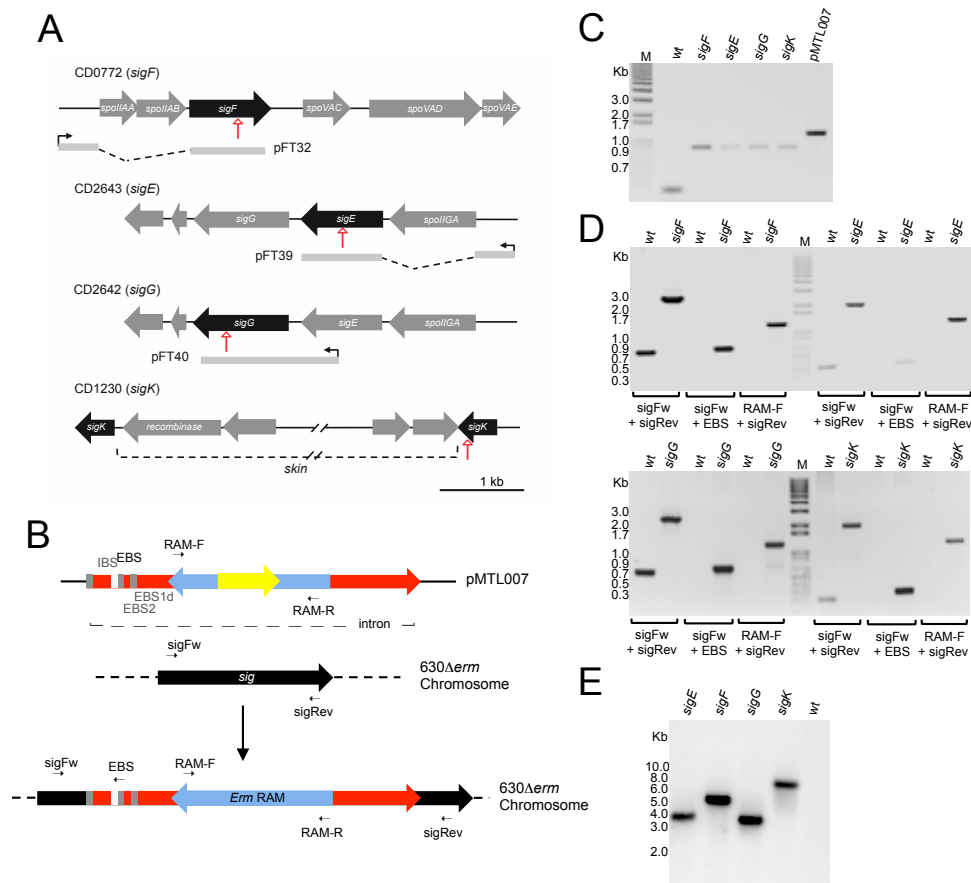 A
CD0772 (sigF)
spoIIAA spoIIAB sigF spoVAC spoVAD spoVAE
pFT32
CD2643 (sigE)
sigG sigE spoIIGA
pFT39
CD2642 (sigG)
sigG sigE spoIIGA
pFT40
CD1230 (sigK)
sigK recombinase sigK
skin
1 kb
B
IBS EBS RAM-F
pMTL007
EBS1d
EBS2
RAM-R
intron
sigFw
sig
630Δerm
Chromosome
sigRev
sigFw EBS RAM-F
Erm RAM
630Δerm
Chromosome
RAM-R sigRev
C
Kb M wt sigF sigE sigG sigK pMTL007
3.0
2.0
1.7
1.0
0.9
0.7
D
Kb wt sigF wt sigF wt sigF M wt sigE wt sigE wt sigE
3.0
2.0
1.7
1.0
0.9
0.7
0.5
0.3
sigFw + sigRev
sigFw + EBS
RAM-F + sigRev
sigFw + sigRev
sigFw + EBS
RAM-F + sigRev
Kb wt sigG wt sigG wt sigG M wt sigK wt sigK wt sigK
3.0
2.0
1.7
1.0
0.9
0.7
0.5
0.3
sigFw + sigRev
sigFw + EBS
RAM-F + sigRev
sigFw + sigRev
sigFw + EBS
RAM-F + sigRev
E
Kb sigE sigF sigG sigK wt
10.0
8.0
6.0
5.0
4.0
3.0
2.0